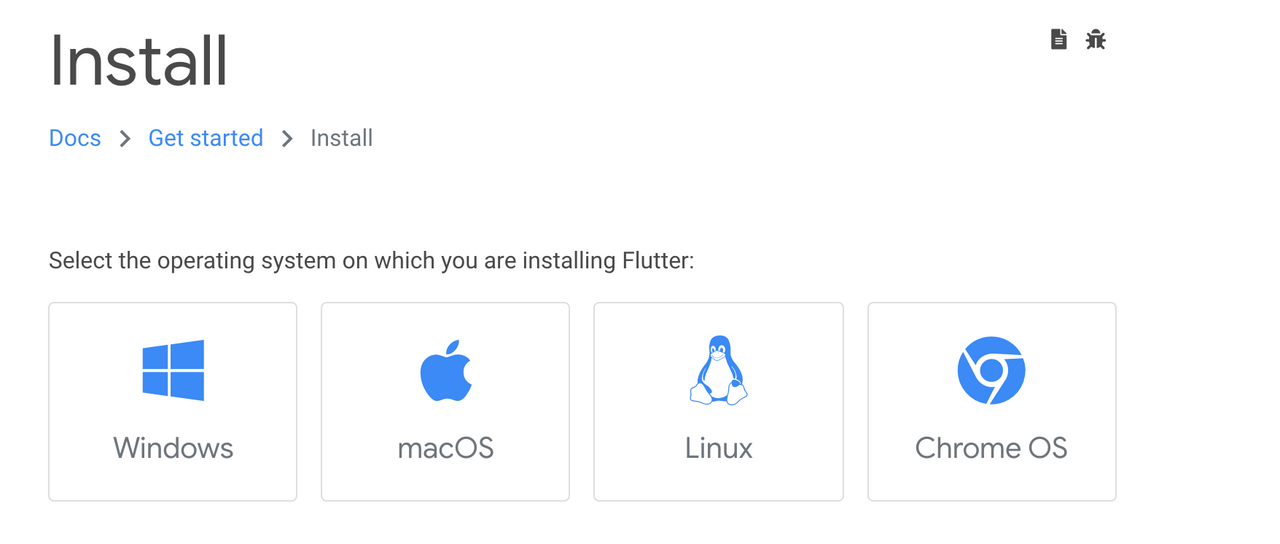 Install
Docs > Get started > Install
Select the operating system on which you are installing Flutter:
Windows macOS Linux Chrome OS